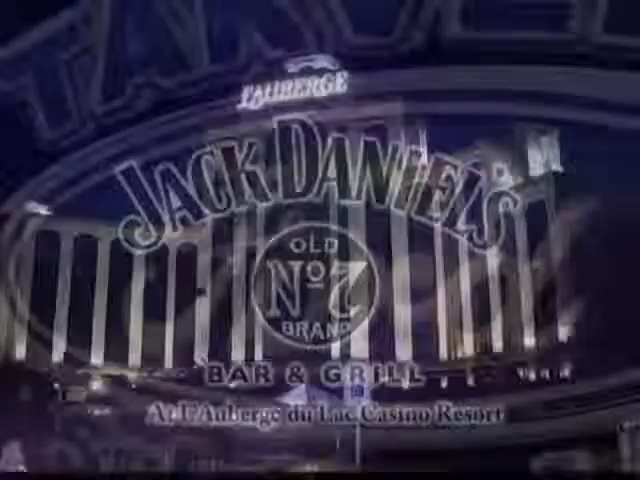 L'AUBERGE
JACK DANIEL'S
OLD
No 7
BRAND
BAR & GRILL
At L'Auberge du Lac Casino Resort